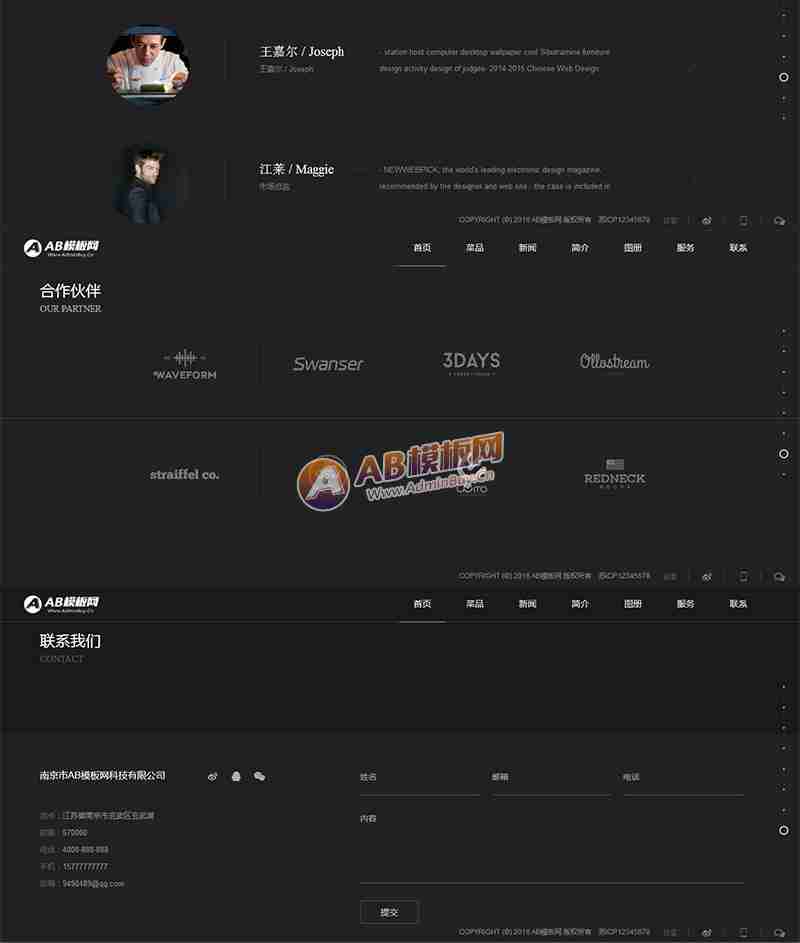 王嘉尔 / Joseph
王嘉尔 / Joseph
- station host computer desktop wallpaper cool Sibutramine furniture
design activity design of judges- 2014-2015 Chinese Web Design
江莱 / Maggie
市场总监
- NEWWEBPICK, the world's leading electronic design magazine,
recommended by the designer and web site ; the case is included in
COPYRIGHT (©) 2016 AB模板网 版权所有 苏ICP12345678
AB模板网
Www.AdminBuy.Cn
首页 菜品 新闻 简介 图册 服务 联系
合作伙伴
OUR PARTNER
WAVEFORM
Swanser
3DAYS
Ollostream
straiffel co.
AB模板网
Www.AdminBuy.Cn
REDNECK
COPYRIGHT (©) 2016 AB模板网 版权所有 苏ICP12345678
AB模板网
Www.AdminBuy.Cn
首页 菜品 新闻 简介 图册 服务 联系
联系我们
CONTACT
南京市AB模板网科技有限公司
地点：江苏省南京市玄武区玄武湖
邮编：570000
电话：4000-888-888
手机：15777777777
邮箱：9490489@qq.com
姓名
邮箱
电话
内容
提交
COPYRIGHT (©) 2016 AB模板网 版权所有 苏ICP12345678